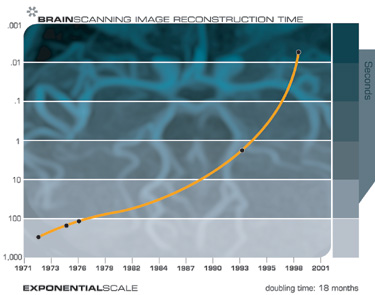 *BRAINSCANNING IMAGE RECONSTRUCTION TIME
.001
.01
.1
1
10
100
1,000
Seconds
1971 1973 1976 1979 1982 1984 1987 1990 1993 1995 1998 2001
EXPONENTIALSCALE
doubling time: 18 months